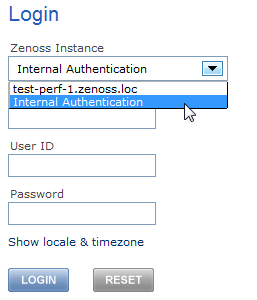 Login
Zenoss Instance
Internal Authentication
test-perf-1.zenoss.loc
Internal Authentication
User ID
Password
Show locale & timezone
LOGIN RESET